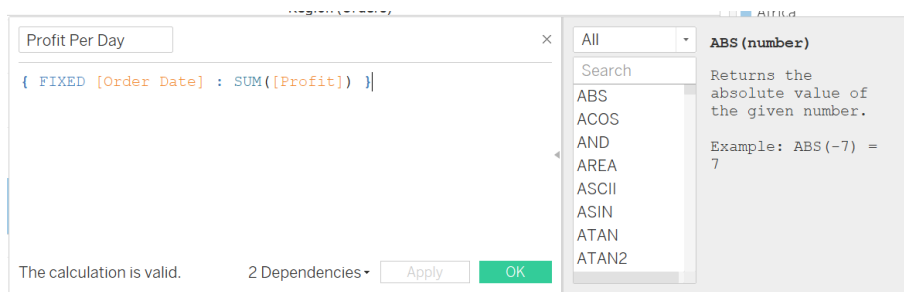 Region (Orders)
Africa
Profit Per Day
×
{ FIXED [Order Date] : SUM([Profit]) }
The calculation is valid.
2 Dependencies
Apply
OK
All
Search
ABS
ACOS
AND
AREA
ASCII
ASIN
ATAN
ATAN2
ABS(number)
Returns the
absolute value of
the given number.
Example: ABS(-7) =
7